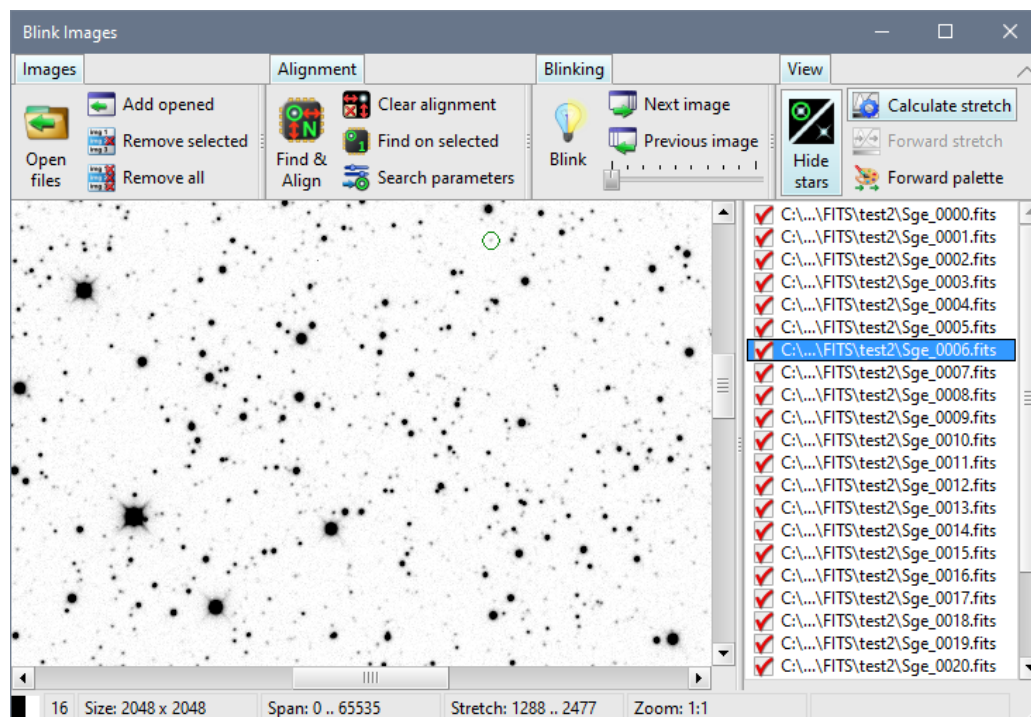 Blink Images
Images
Alignment
Blinking
View
Open files
Add opened
Remove selected
Remove all
Find & Align
Clear alignment
Find on selected
Search parameters
Blink
Next image
Previous image
Hide stars
Calculate stretch
Forward stretch
Forward palette
C:\...\FITS\test2\Sge_0000.fits
C:\...\FITS\test2\Sge_0001.fits
C:\...\FITS\test2\Sge_0002.fits
C:\...\FITS\test2\Sge_0003.fits
C:\...\FITS\test2\Sge_0004.fits
C:\...\FITS\test2\Sge_0005.fits
C:\...\FITS\test2\Sge_0006.fits
C:\...\FITS\test2\Sge_0007.fits
C:\...\FITS\test2\Sge_0008.fits
C:\...\FITS\test2\Sge_0009.fits
C:\...\FITS\test2\Sge_0010.fits
C:\...\FITS\test2\Sge_0011.fits
C:\...\FITS\test2\Sge_0012.fits
C:\...\FITS\test2\Sge_0013.fits
C:\...\FITS\test2\Sge_0014.fits
C:\...\FITS\test2\Sge_0015.fits
C:\...\FITS\test2\Sge_0016.fits
C:\...\FITS\test2\Sge_0017.fits
C:\...\FITS\test2\Sge_0018.fits
C:\...\FITS\test2\Sge_0019.fits
C:\...\FITS\test2\Sge_0020.fits
16 Size: 2048 x 2048 Span: 0 .. 65535 Stretch: 1288 .. 2477 Zoom: 1:1